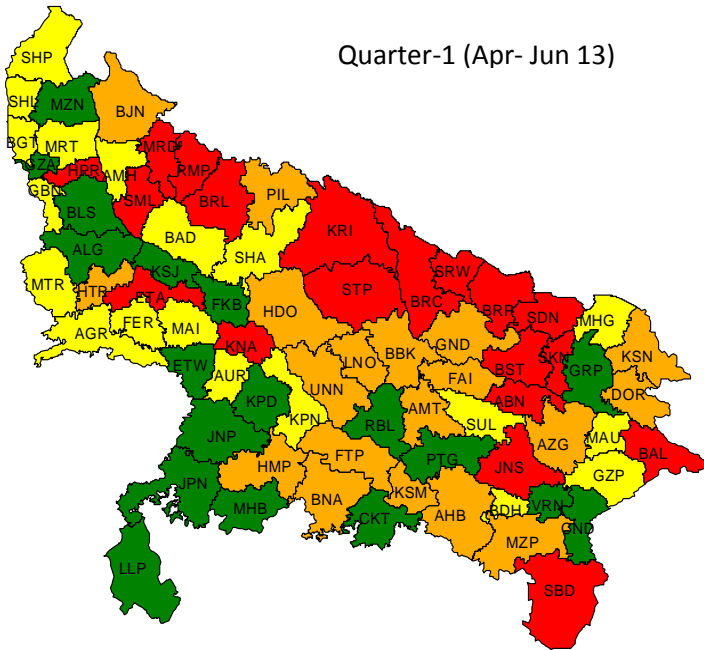 Quarter-1 (Apr- Jun 13)
SHP
SHL
MZN
BJN
BGT
MRT
GZA
HPR
AMH
MRD
RMP
GBN
SML
BRL
PIL
BLS
BAD
KRI
ALG
KSJ
SHA
SRW
MTR
HTR
ETA
FKB
STP
BRC
BRP
SDN
MHG
AGR
FER
MAI
HDO
KNA
LNO
BBK
GND
BST
SKN
GRP
KSN
ETW
AUR
UNN
FAI
DOR
KPD
KPN
RBL
AMT
SUL
ABN
JNP
AZG
MAU
BAL
FTP
PTG
JNS
GZP
JPN
HMP
BNA
KSM
MHB
CKT
AHB
BDH
VRN
GND
MZP
LLP
SBD